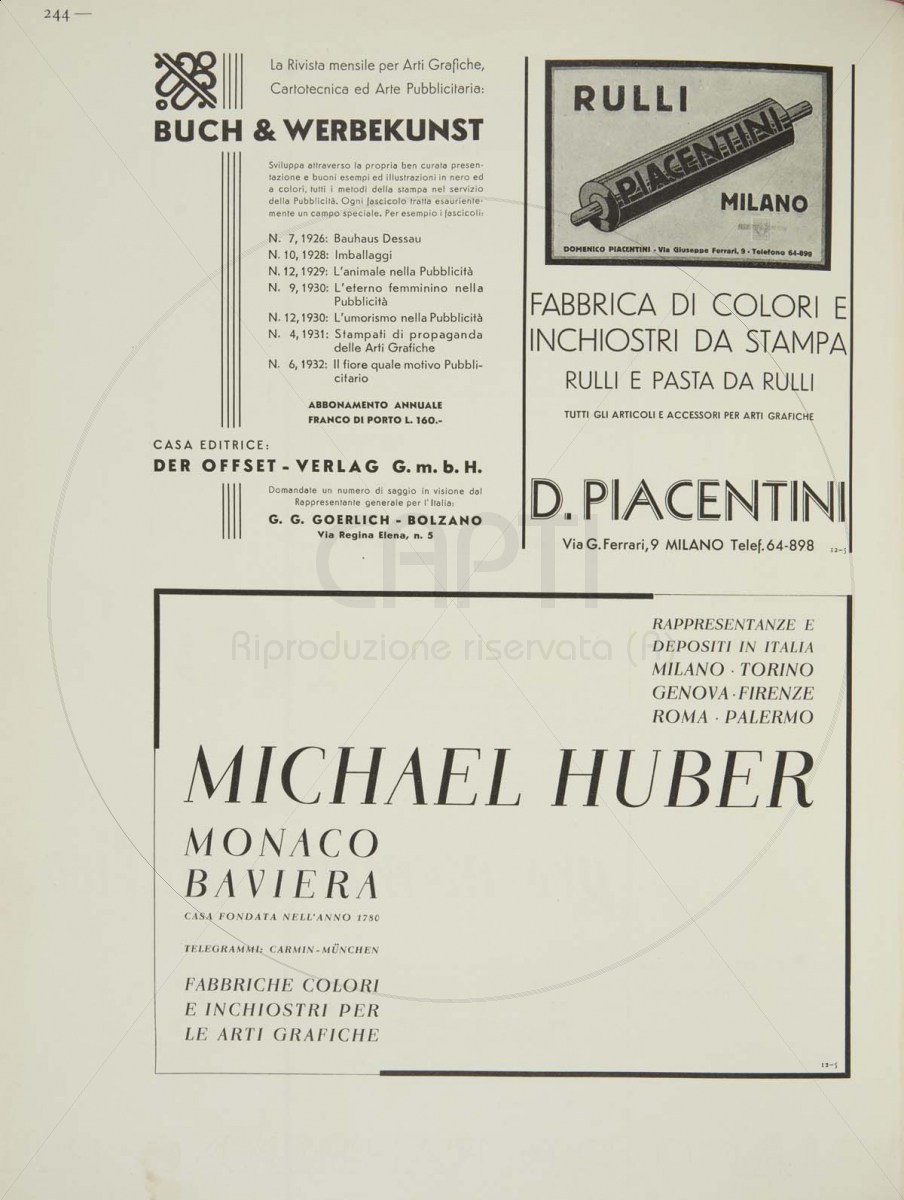 244 —
La Rivista mensile per Arti Grafiche,
Cartotecnica ed Arte Pubblicitaria:
BUCH & WERBEKUNST
Sviluppa attraverso la propria ben curata presen-
tazione e buoni esempi ed illustrazioni in nero ed
a colori, tutti i metodi della stampa nel servizio
della Pubblicità. Ogni fascicolo tratta esauriente-
mente un campo speciale. Per esempio i fascicoli:
N. 7, 1926: Bauhaus Dessau
N. 10, 1928: Imballaggi
N. 12, 1929: L'animale nella Pubblicità
N. 9, 1930: L'eterno femminino nella
Pubblicità
N. 12, 1930: L'umorismo nella Pubblicità
N. 4, 1931: Stampati di propaganda
delle Arti Grafiche
N. 6, 1932: Il fiore quale motivo Pubbli-
citario
ABBONAMENTO ANNUALE
FRANCO DI PORTO L. 160.-
CASA EDITRICE:
DER OFFSET - VERLAG G. m. b. H.
Domandate un numero di saggio in visione dal
Rappresentante generale per l'Italia:
G. G. GOERLICH - BOLZANO
Via Regina Elena, n. 5
RULLI
PIACENTINI
MILANO
DOMENICO PIACENTINI - Via Giuseppe Ferrari, 9 - Telefono 64-898
FABBRICA DI COLORI E
INCHIOSTRI DA STAMPA
RULLI E PASTA DA RULLI
TUTTI GLI ARTICOLI E ACCESSORI PER ARTI GRAFICHE
D. PIACENTINI
Via G. Ferrari, 9 MILANO Telef. 64-898
12-5
CAPTI
Riproduzione riservata (R)
RAPPRESENTANZE E
DEPOSITI IN ITALIA
MILANO · TORINO
GENOVA · FIRENZE
ROMA · PALERMO
MICHAEL HUBER
MONACO
BAVIERA
CASA FONDATA NELL'ANNO 1780
TELEGRAMMI: CARMIN-MÜNCHEN
FABBRICHE COLORI
E INCHIOSTRI PER
LE ARTI GRAFICHE
12-5